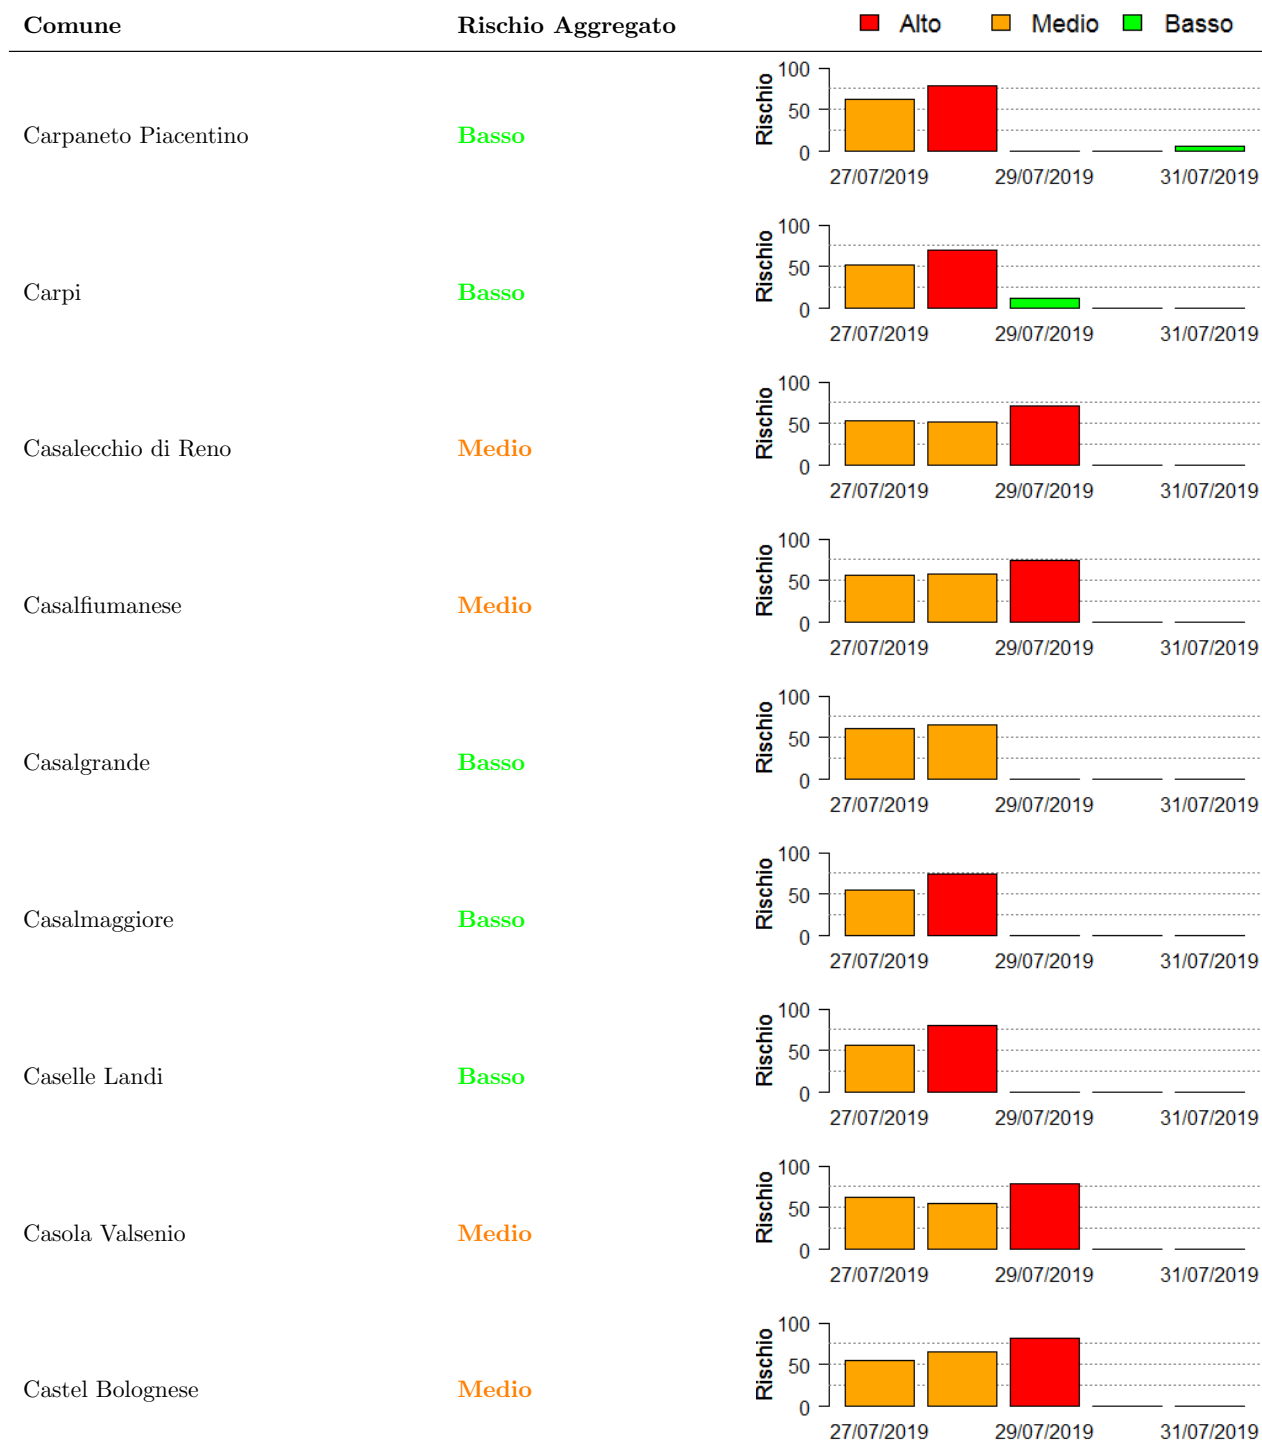 Comune Rischio Aggregato Alto Medio Basso
Carpaneto Piacentino Basso
Rischio
100
50
0
27/07/2019 29/07/2019 31/07/2019
Carpi Basso
Rischio
100
50
0
27/07/2019 29/07/2019 31/07/2019
Casalecchio di Reno Medio
Rischio
100
50
0
27/07/2019 29/07/2019 31/07/2019
Casalfiumanese Medio
Rischio
100
50
0
27/07/2019 29/07/2019 31/07/2019
Casalgrande Basso
Rischio
100
50
0
27/07/2019 29/07/2019 31/07/2019
Casalmaggiore Basso
Rischio
100
50
0
27/07/2019 29/07/2019 31/07/2019
Caselle Landi Basso
Rischio
100
50
0
27/07/2019 29/07/2019 31/07/2019
Casola Valsenio Medio
Rischio
100
50
0
27/07/2019 29/07/2019 31/07/2019
Castel Bolognese Medio
Rischio
100
50
0
27/07/2019 29/07/2019 31/07/2019